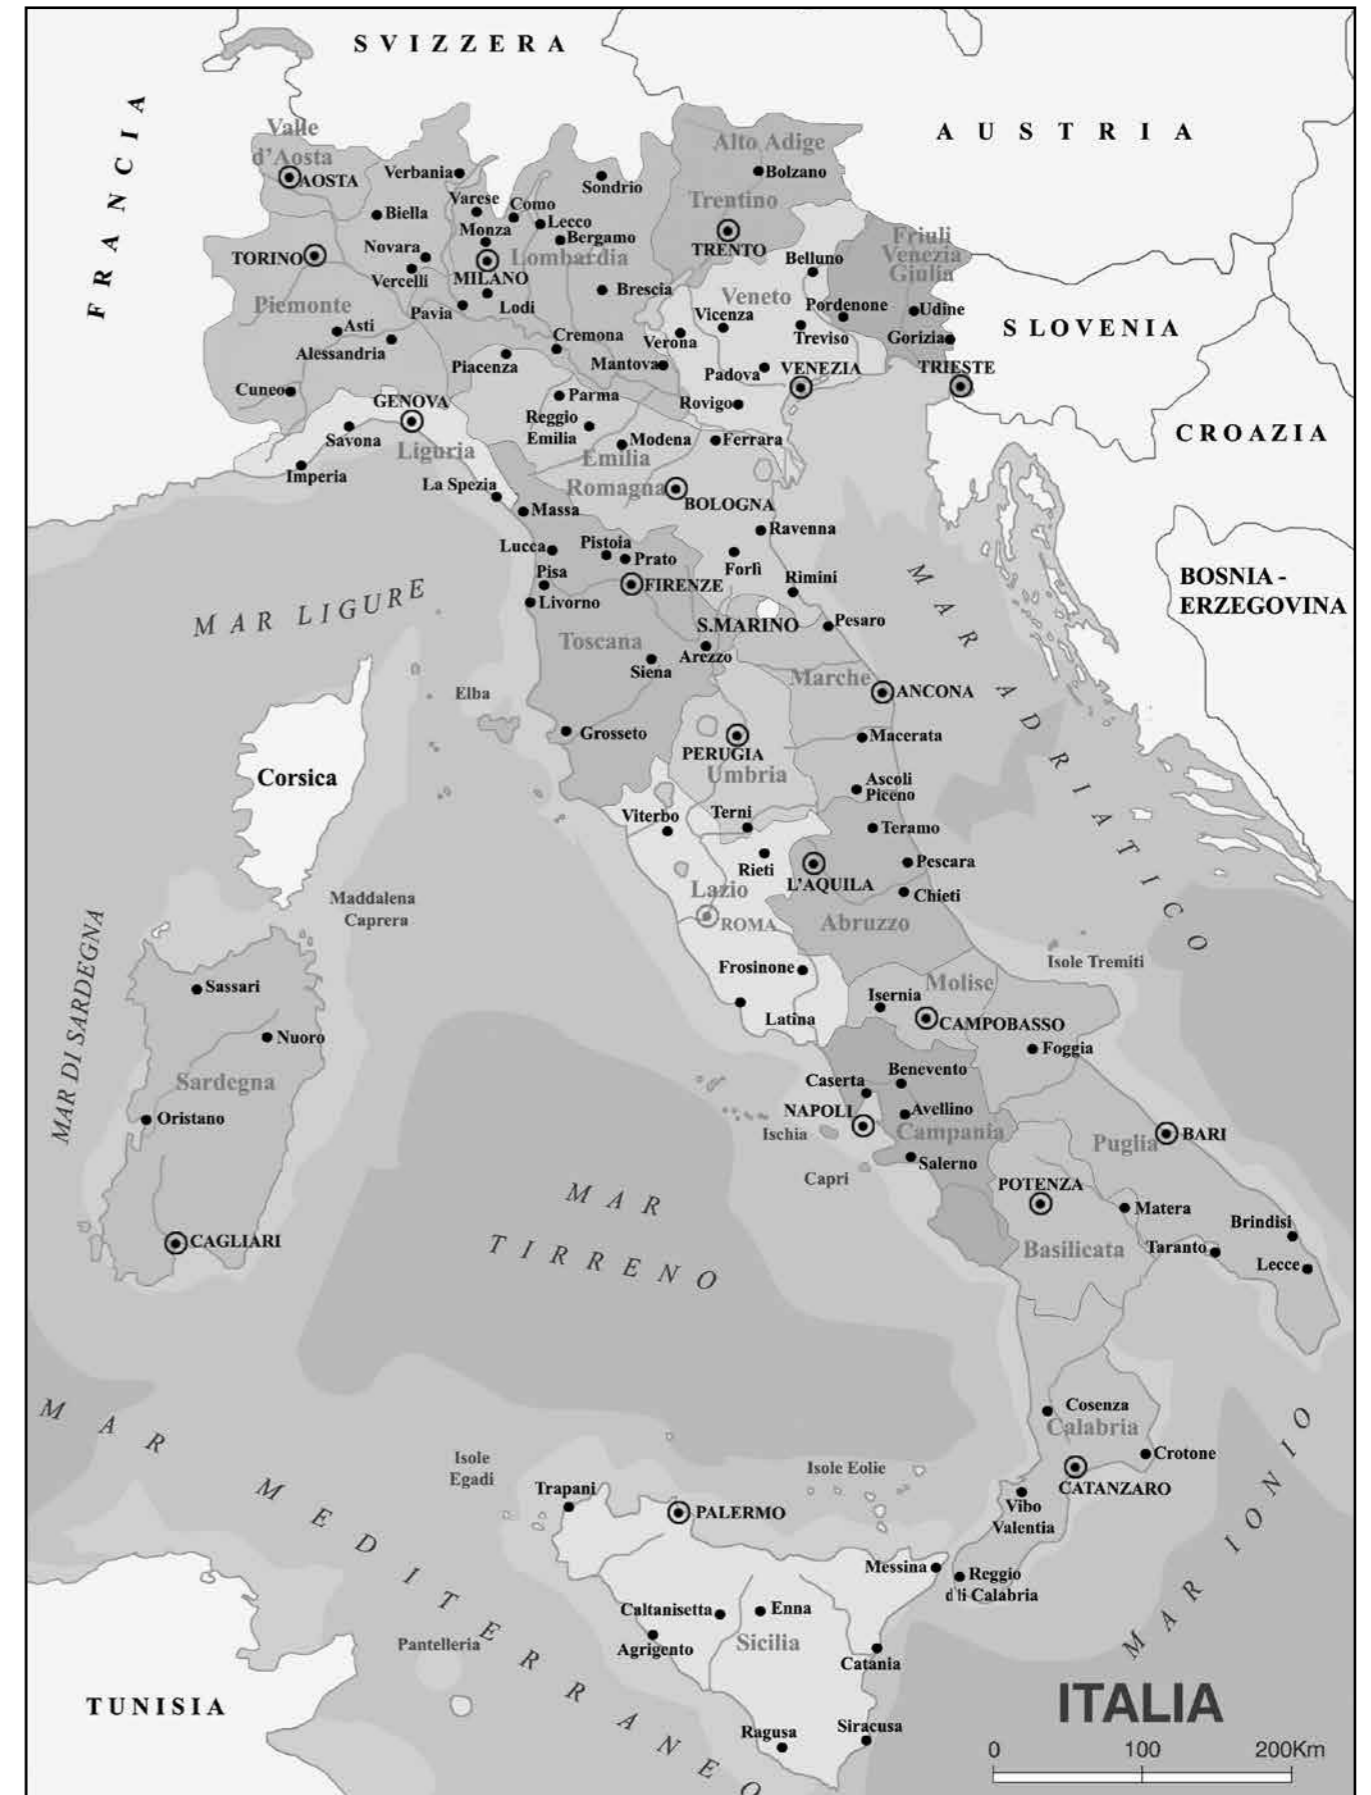 SVIZZERA
FRANCIA
AUSTRIA
Valle
d'Aosta
AOSTA
Verbania
Sondrio
Alto Adige
Bolzano
Trentino
TRENTO
Biella
Varese
Como
Lecco
Monza
Bergamo
Lombardia
Novara
TORINO
Vercelli
MILANO
Brescia
Belluno
Friuli
Venezia
Giulia
Veneto
Pordenone
Udine
Piemonte
Pavia
Lodi
Vicenza
Treviso
Gorizia
SLOVENIA
Asti
Alessandria
Cremona
Verona
Piacenza
Mantova
Padova
VENEZIA
TRIESTE
Cuneo
GENOVA
Parma
Rovigo
Reggio
Emilia
Modena
Ferrara
CROAZIA
Savona
Liguria
Emilia
Romagna
Imperia
La Spezia
BOLOGNA
Massa
Ravenna
Lucca
Pistoia
Prato
Forlì
Pisa
FIRENZE
Rimini
BOSNIA -
ERZEGOVINA
Livorno
MAR LIGURE
S.MARINO
Pesaro
Toscana
Arezzo
Siena
Marche
ANCONA
MAR ADRIATICO
Elba
Grosseto
PERUGIA
Macerata
Umbria
Corsica
Ascoli
Piceno
Viterbo
Terni
Teramo
Rieti
Pescara
L'AQUILA
Lazio
Chieti
Maddalena
Caprera
ROMA
Abruzzo
MAR DI SARDEGNA
Frosinone
Isole Tremiti
Molise
Sassari
Isernia
Latina
CAMPOBASSO
Nuoro
Foggia
Sardegna
Benevento
Caserta
Oristano
NAPOLI
Avellino
Ischia
Campania
Puglia
BARI
Salerno
Capri
POTENZA
MAR
TIRRENO
Matera
Brindisi
CAGLIARI
Basilicata
Taranto
Lecce
Cosenza
Calabria
Crotone
MAR MEDITERRANEO
Isole
Egadi
Isole Eolie
CATANZARO
MAR IONIO
Trapani
Vibo
Valentia
PALERMO
Messina
Reggio
di Calabria
Caltanisetta
Enna
Pantelleria
Agrigento
Sicilia
Catania
TUNISIA
ITALIA
Ragusa
Siracusa
0 100 200Km